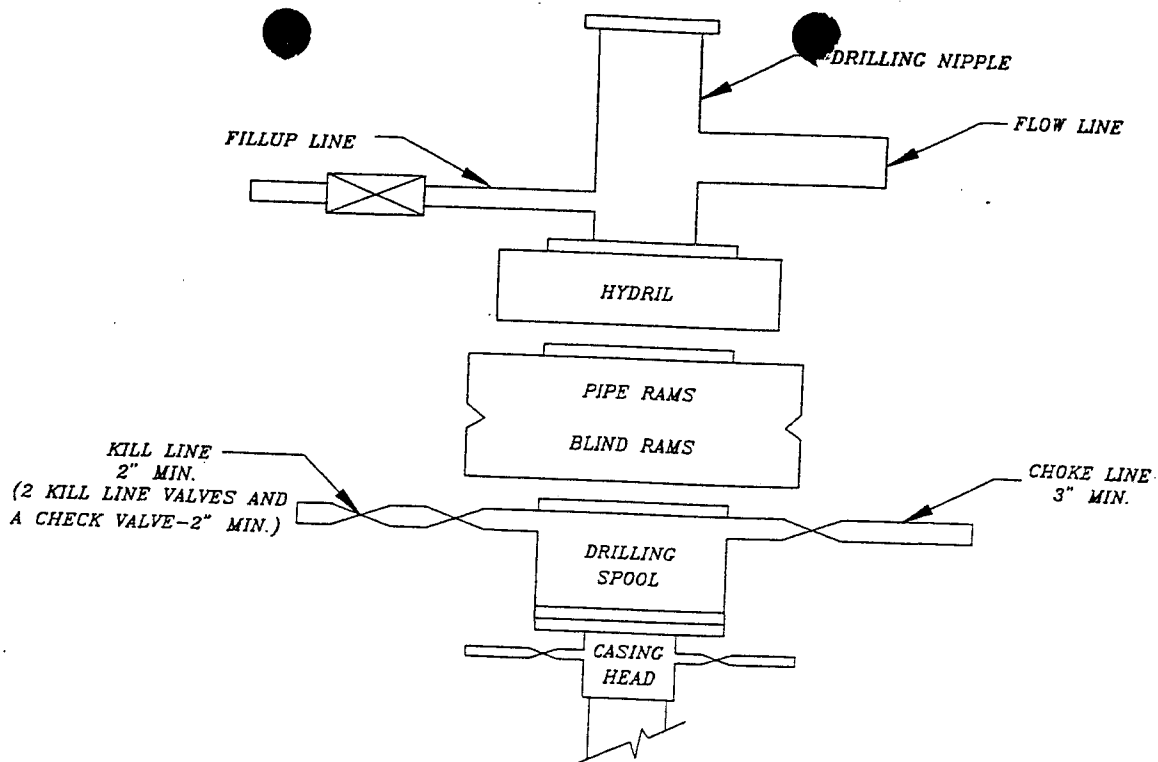 DRILLING NIPPLE
FLOW LINE
FILLUP LINE
HYDRIL
PIPE RAMS
BLIND RAMS
KILL LINE
2" MIN.
(2 KILL LINE VALVES AND
A CHECK VALVE-2" MIN.)
CHOKE LINE
3" MIN.
DRILLING
SPOOL
CASING
HEAD